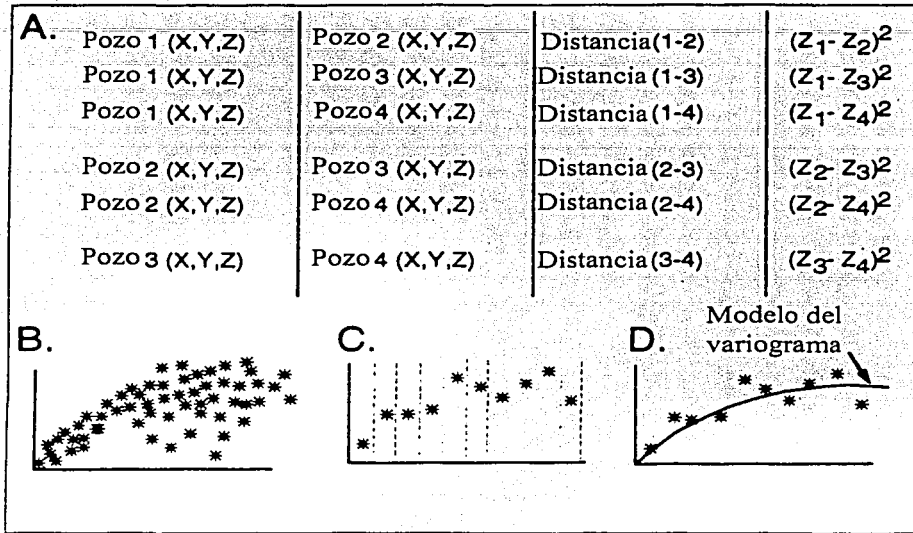 A.
Pozo 1 (X,Y,Z) Pozo 2 (X,Y,Z) Distancia (1-2) (Z₁- Z₂)²
Pozo 1 (X,Y,Z) Pozo 3 (X,Y,Z) Distancia (1-3) (Z₁- Z₃)²
Pozo 1 (X,Y,Z) Pozo 4 (X,Y,Z) Distancia (1-4) (Z₁- Z₄)²
Pozo 2 (X,Y,Z) Pozo 3 (X,Y,Z) Distancia (2-3) (Z₂- Z₃)²
Pozo 2 (X,Y,Z) Pozo 4 (X,Y,Z) Distancia (2-4) (Z₂- Z₄)²
Pozo 3 (X,Y,Z) Pozo 4 (X,Y,Z) Distancia (3-4) (Z₃- Z₄)²
B.
C.
D.
Modelo del
variograma